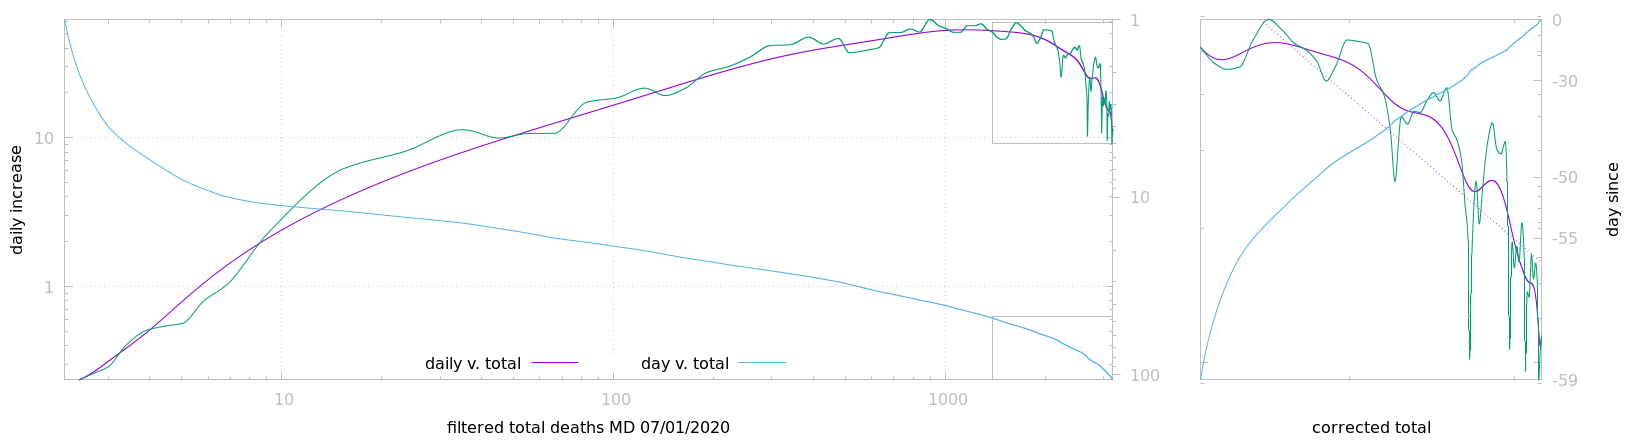 daily increase
10
1
10
100
1000
daily v. total
day v. total
filtered total deaths MD 07/01/2020
1
10
100
0
-30
-50
-55
-59
day since
corrected total